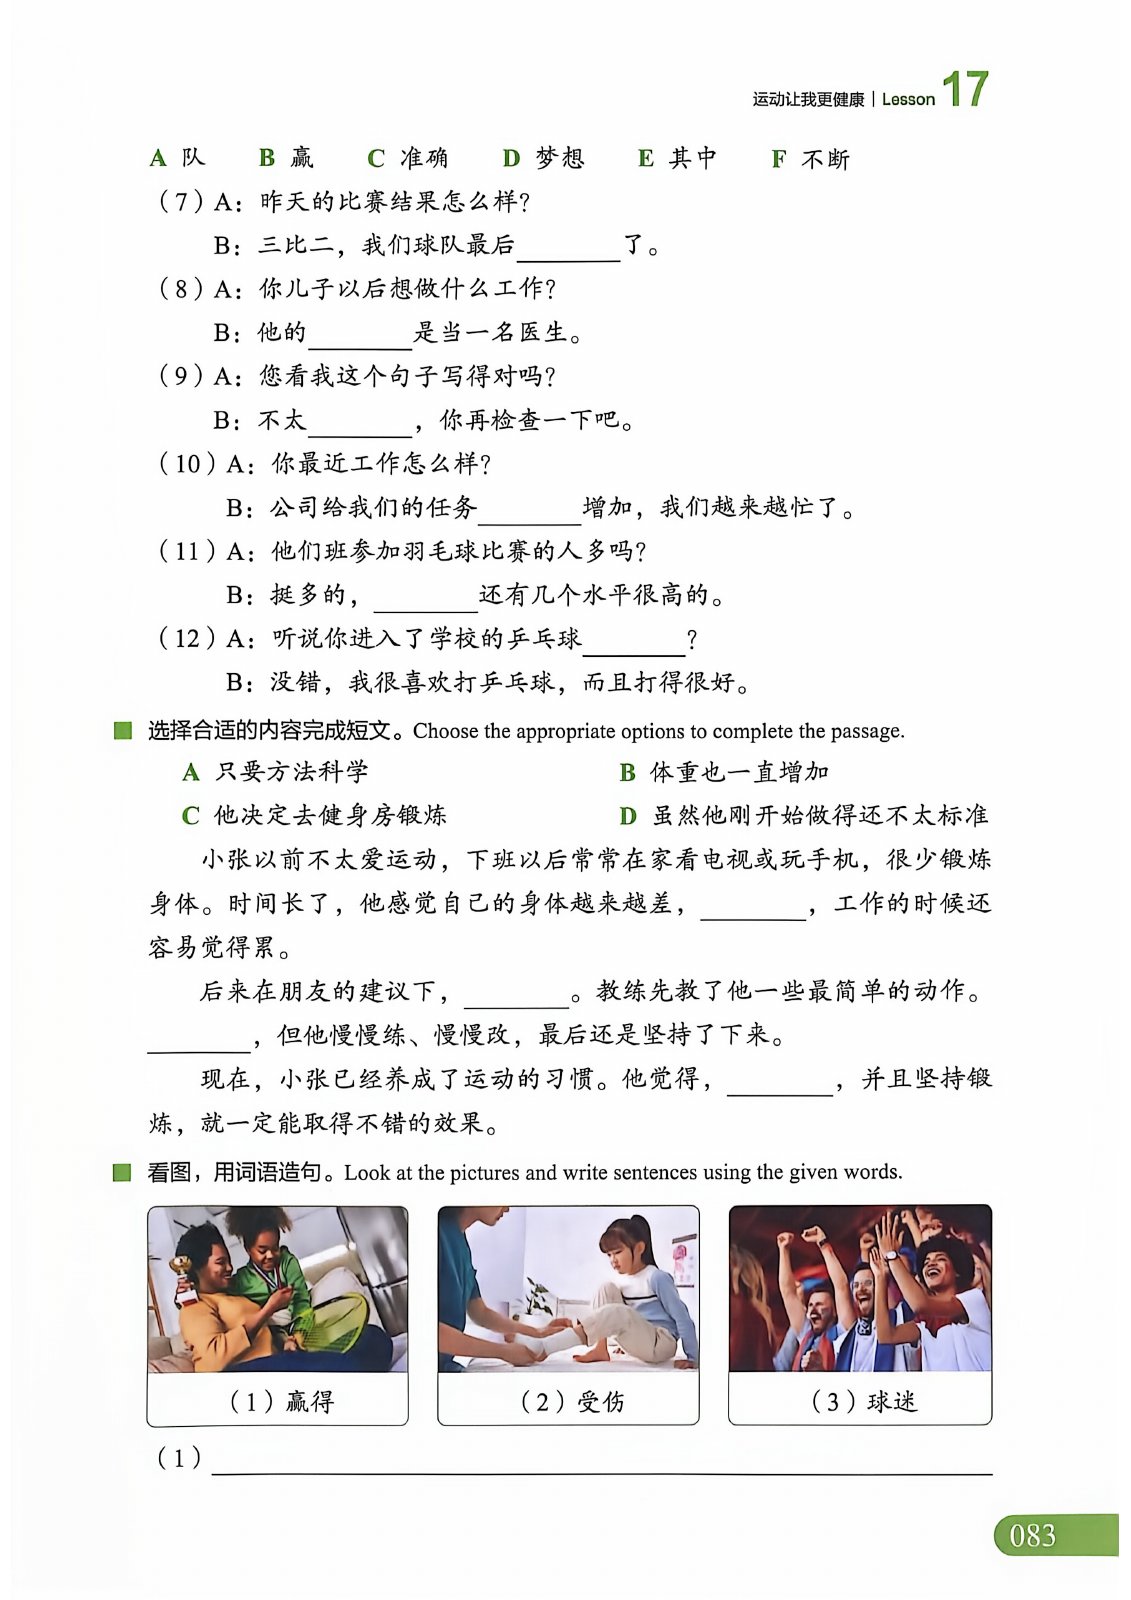 运动让我更健康 | Lesson 17
A 队 B 赢 C 准确 D 梦想 E 其中 F 不断
（7）A：昨天的比赛结果怎么样？
B：三比二，我们球队最后________了。
（8）A：你儿子以后想做什么工作？
B：他的________是当一名医生。
（9）A：您看我这个句子写得对吗？
B：不太________，你再检查一下吧。
（10）A：你最近工作怎么样？
B：公司给我们的任务________增加，我们越来越忙了。
（11）A：他们班参加羽毛球比赛的人多吗？
B：挺多的，________还有几个水平很高的。
（12）A：听说你进入了学校的乒乓球________？
B：没错，我很喜欢打乒乓球，而且打得很好。
选择合适的内容完成短文。Choose the appropriate options to complete the passage.
A 只要方法科学 B 体重也一直增加
C 他决定去健身房锻炼 D 虽然他刚开始做得还不太标准
小张以前不太爱运动，下班以后常常在家看电视或玩手机，很少锻炼
身体。时间长了，他感觉自己的身体越来越差，________，工作的时候还
容易觉得累。
后来在朋友的建议下，________。教练先教了他一些最简单的动作。
________，但他慢慢练、慢慢改，最后还是坚持了下来。
现在，小张已经养成了运动的习惯。他觉得，________，并且坚持锻
炼，就一定能取得不错的效果。
看图，用词语造句。Look at the pictures and write sentences using the given words.
（1）赢得 （2）受伤 （3）球迷
（1）________
083